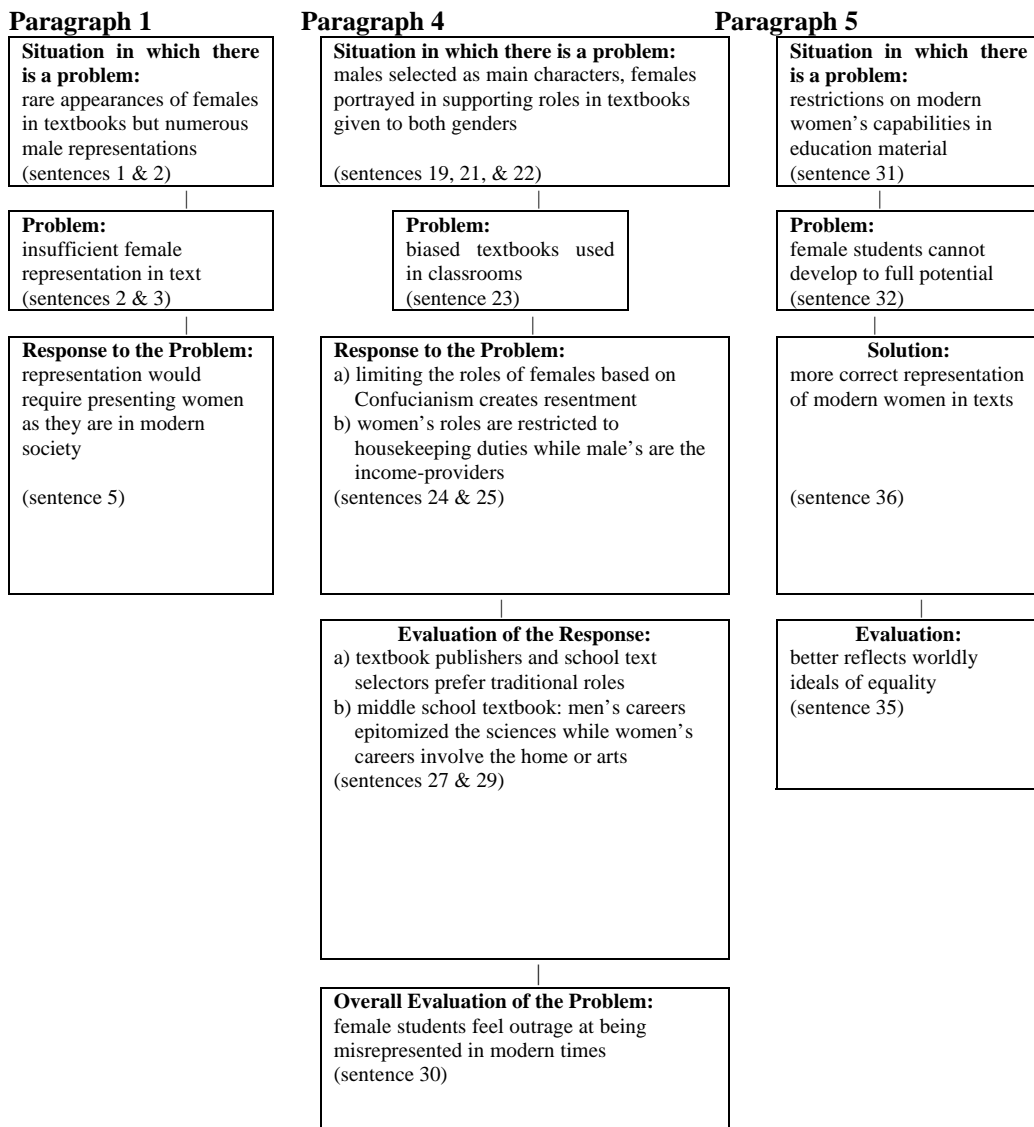 Paragraph 1
Paragraph 4
Paragraph 5
Situation in which there
is a problem:
rare appearances of females
in textbooks but numerous
male representations
(sentences 1 & 2)
Situation in which there is a problem:
males selected as main characters, females
portrayed in supporting roles in textbooks
given to both genders
(sentences 19, 21, & 22)
Situation in which there
is a problem:
restrictions on modern
women's capabilities in
education material
(sentence 31)
Problem:
insufficient female
representation in text
(sentences 2 & 3)
Problem:
biased textbooks used
in classrooms
(sentence 23)
Problem:
female students cannot
develop to full potential
(sentence 32)
Response to the Problem:
representation would
require presenting women
as they are in modern
society
(sentence 5)
Response to the Problem:
a) limiting the roles of females based on
Confucianism creates resentment
b) women's roles are restricted to
housekeeping duties while male's are the
income-providers
(sentences 24 & 25)
Solution:
more correct representation
of modern women in texts
(sentence 36)
Evaluation of the Response:
a) textbook publishers and school text
selectors prefer traditional roles
b) middle school textbook: men's careers
epitomized the sciences while women's
careers involve the home or arts
(sentences 27 & 29)
Evaluation:
better reflects worldly
ideals of equality
(sentence 35)
Overall Evaluation of the Problem:
female students feel outrage at being
misrepresented in modern times
(sentence 30)